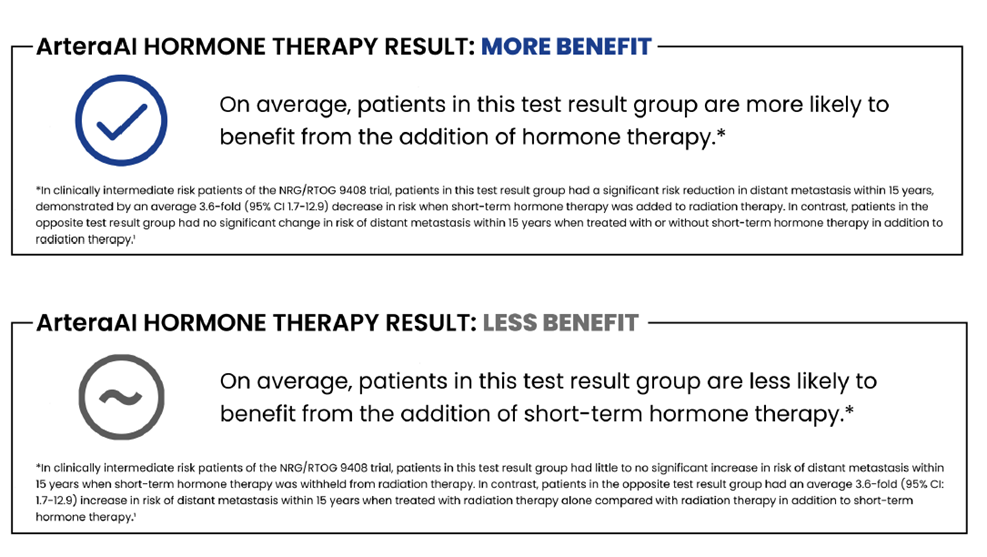 ArteraAI HORMONE THERAPY RESULT: MORE BENEFIT
On average, patients in this test result group are more likely to
benefit from the addition of hormone therapy.*
*In clinically intermediate risk patients of the NRG/RTOG 9408 trial, patients in this test result group had a significant risk reduction in distant metastasis within 15 years,
demonstrated by an average 3.6-fold (95% CI 1.7-12.9) decrease in risk when short-term hormone therapy was added to radiation therapy. In contrast, patients in the
opposite test result group had no significant change in risk of distant metastasis within 15 years when treated with or without short-term hormone therapy in addition to
radiation therapy.¹
ArteraAI HORMONE THERAPY RESULT: LESS BENEFIT
On average, patients in this test result group are less likely to
benefit from the addition of short-term hormone therapy.*
*In clinically intermediate risk patients of the NRG/RTOG 9408 trial, patients in this test result group had little to no significant increase in risk of distant metastasis within
15 years when short-term hormone therapy was withheld from radiation therapy. In contrast, patients in the opposite test result group had an average 3.6-fold (95% CI:
1.7-12.9) increase in risk of distant metastasis within 15 years when treated with radiation therapy alone compared with radiation therapy in addition to short-term
hormone therapy.¹